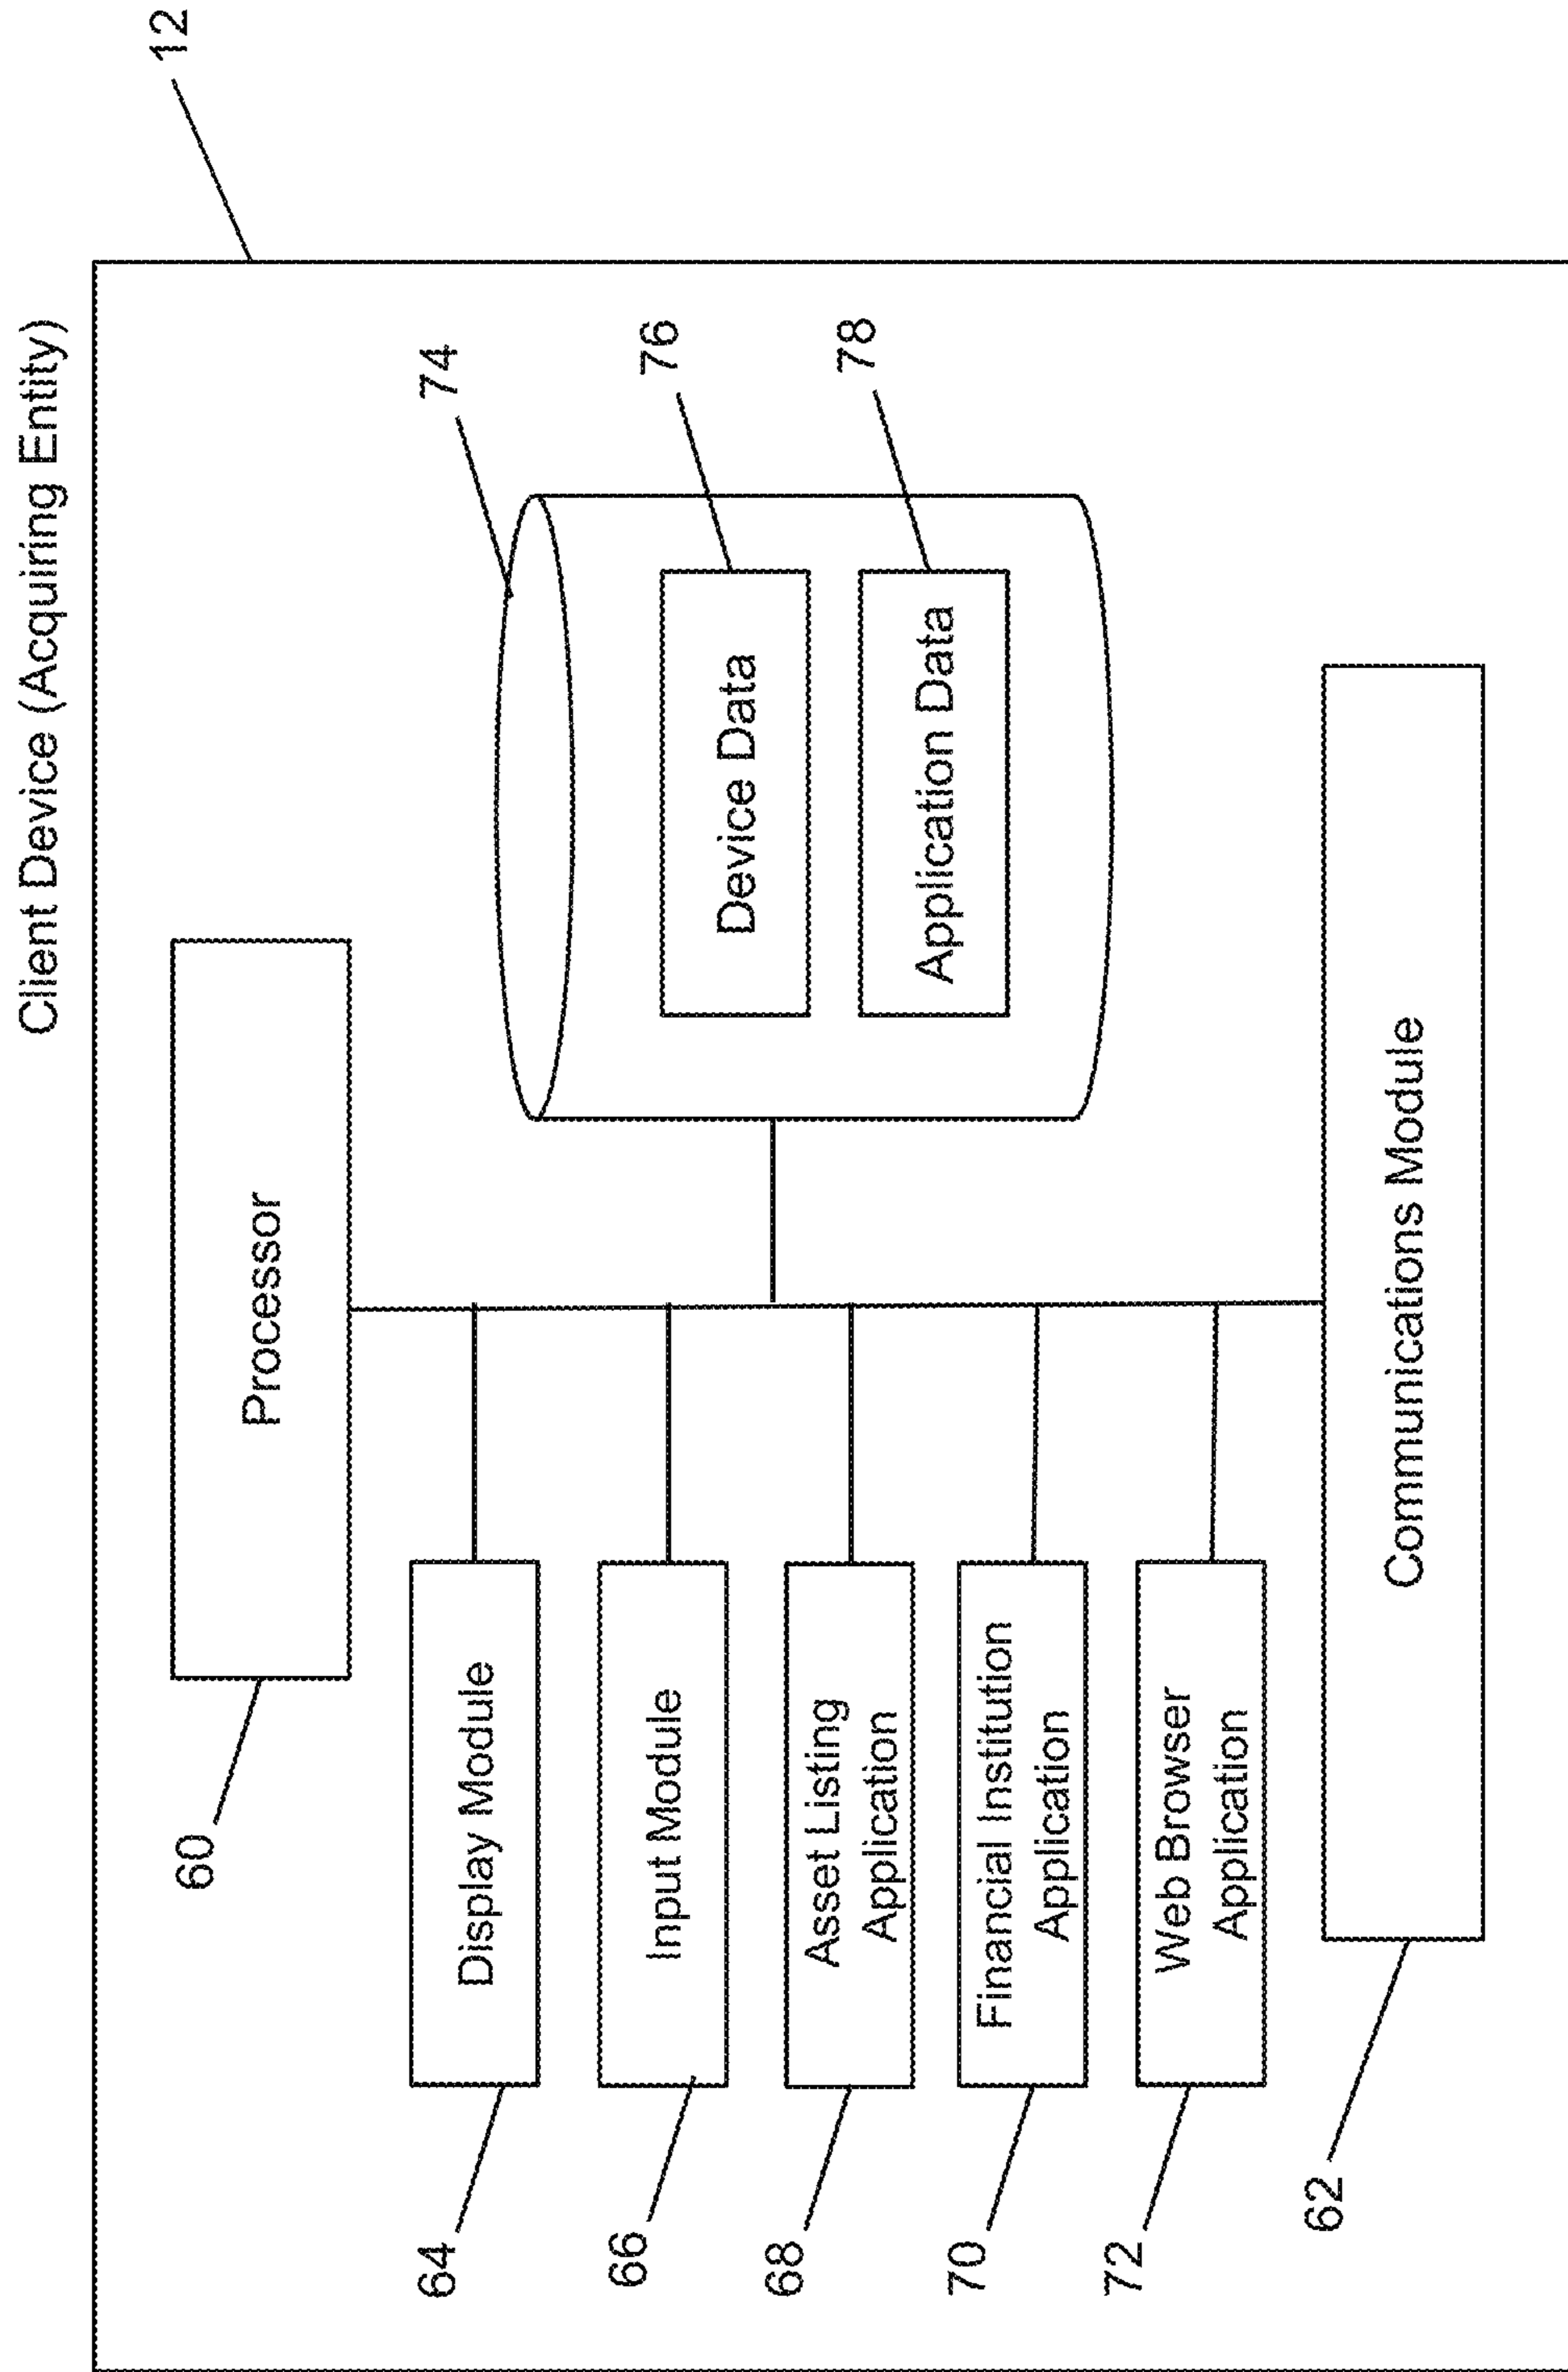 Client Device (Acquiring Entity)
12
Processor
60
Display Module
64
Input Module
66
Asset Listing
Application
68
Financial Institution
Application
70
Web Browser
Application
72
74
Device Data
76
Application Data
78
Communications Module
62